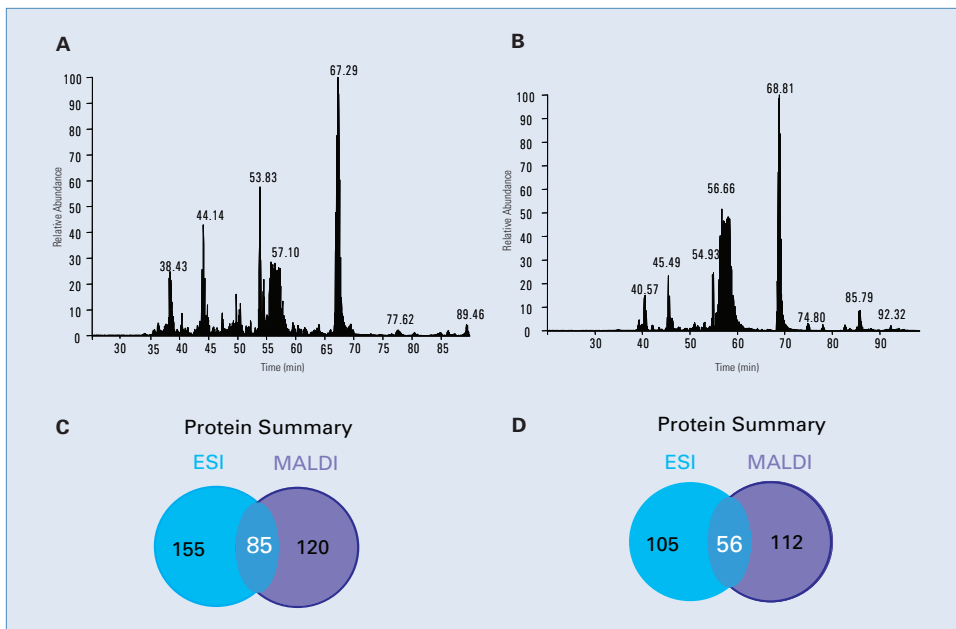 A
67.29
100
90
80
70
60
50
40
30
20
10
0
Relative Abundance
53.83
44.14
57.10
38.43
77.62
89.46
30 35 40 45 50 55 60 65 70 75 80 85
Time (min)
B
68.81
100
90
80
70
60
50
40
30
20
10
0
Relative Abundance
56.66
54.93
45.49
40.57
85.79
74.80
92.32
30 40 50 60 70 80 90
Time (min)
C
Protein Summary
ESI MALDI
155 85 120
D
Protein Summary
ESI MALDI
105 56 112